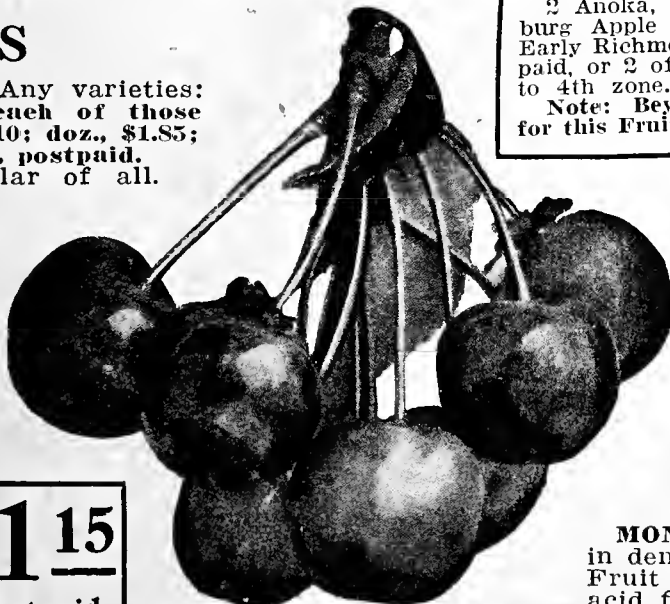 S
Any varieties:
each of those
10; doz., $1.85;
, postpaid.
lar of all.
2 Anoka,
burg Apple
Early Richm
paid, or 2 of
to 4th zone.
Note: Bey
for this Frui
1 15
MON
in den
Fruit
acid f